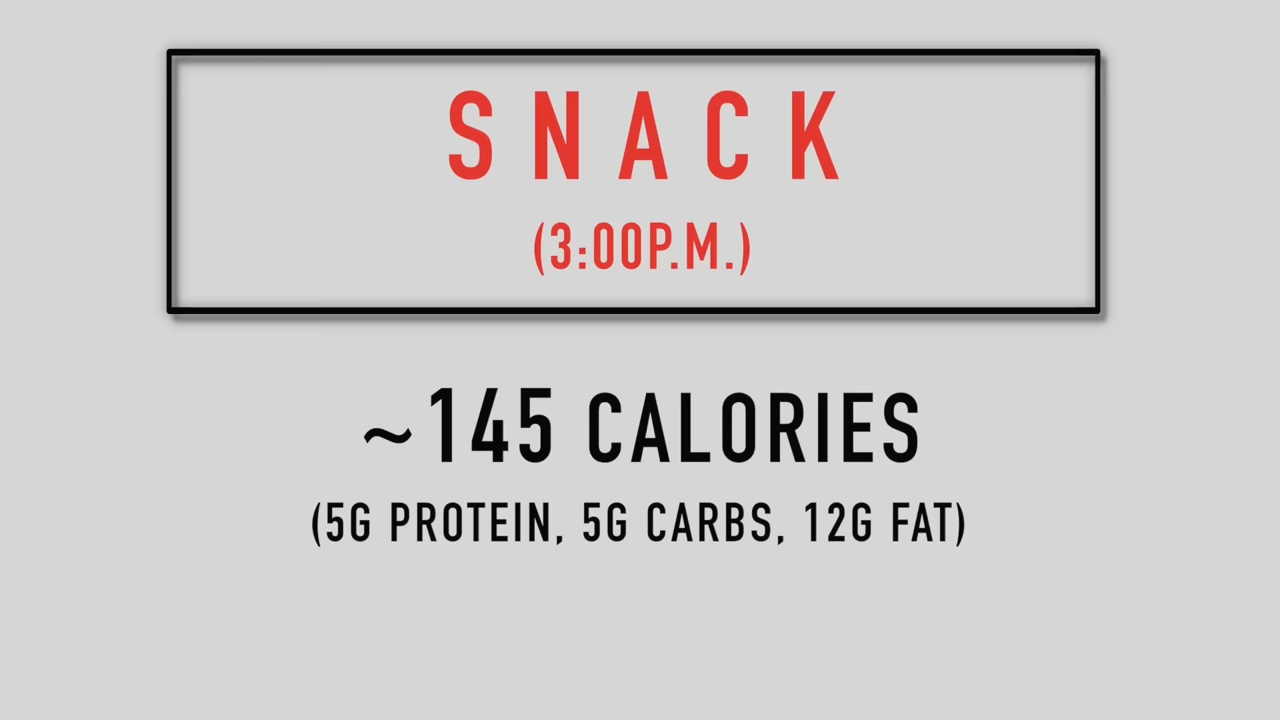 SNACK
(3:00P.M.)
~145 CALORIES
(5G PROTEIN, 5G CARBS, 12G FAT)